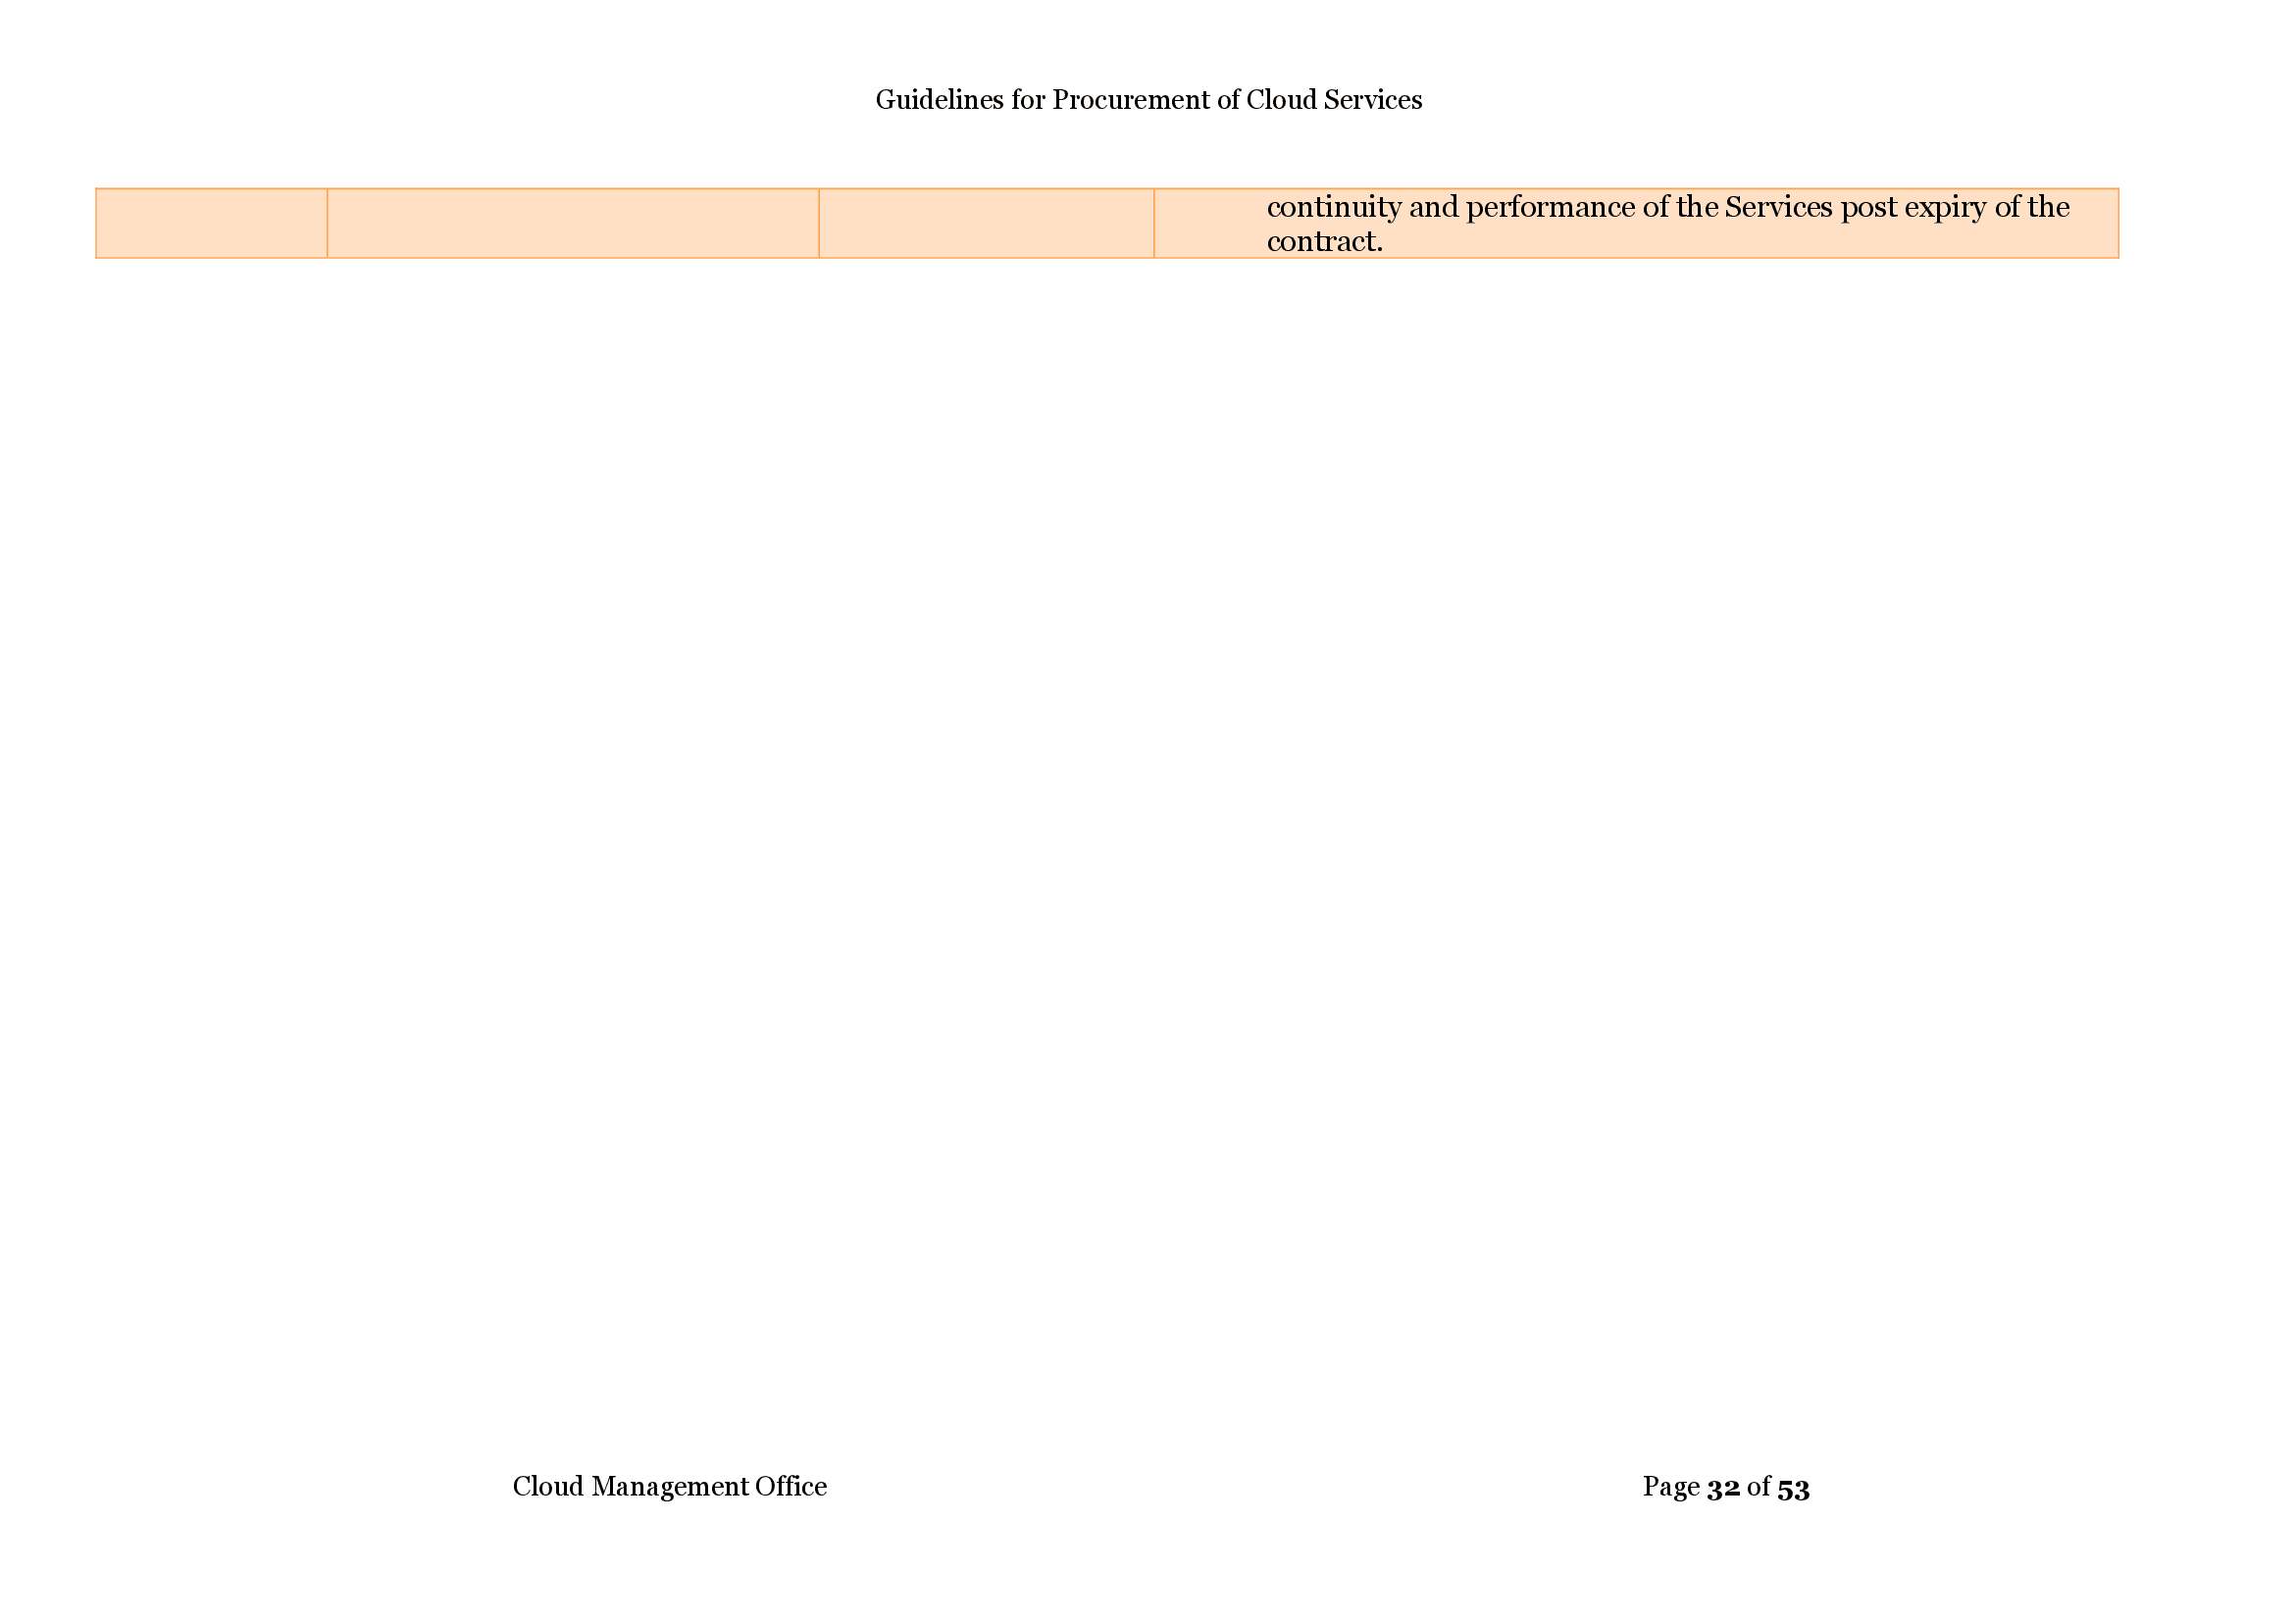 Guidelines for Procurement of Cloud Services
continuity and performance of the Services post expiry of the
contract.
Cloud Management Office
Page 32 of 53